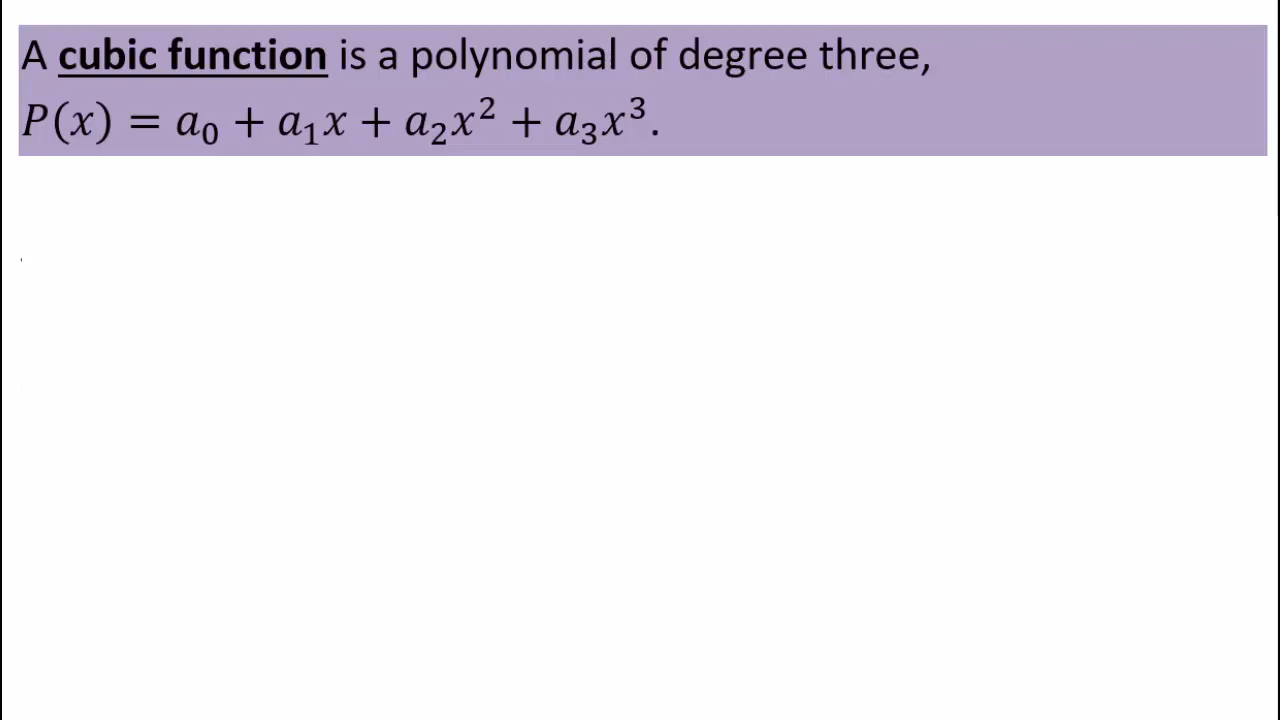 A cubic function is a polynomial of degree three,
𝑃(𝑥) = 𝑎₀ + 𝑎₁𝑥 + 𝑎₂𝑥² + 𝑎₃𝑥³.